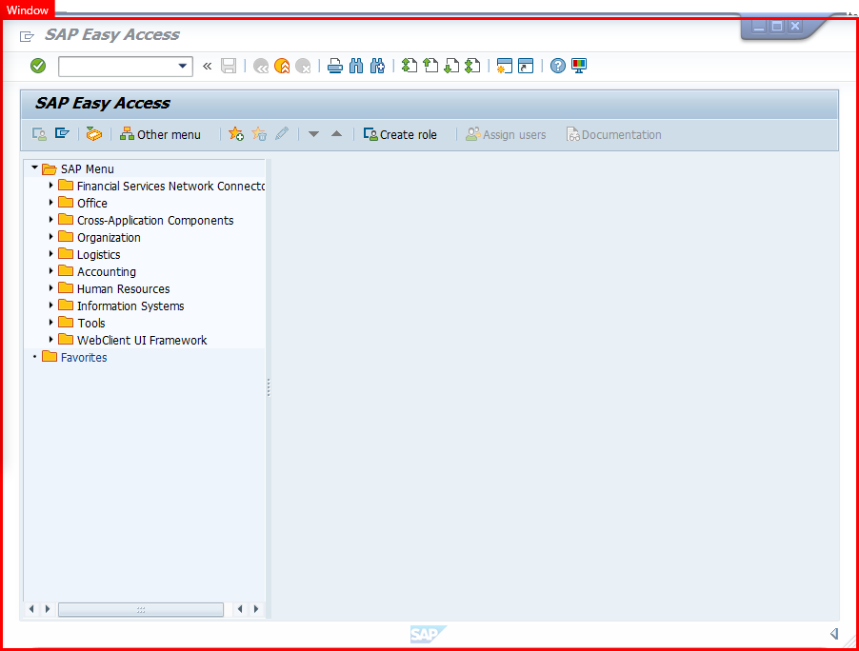 Window
SAP Easy Access
SAP Easy Access
Other menu Create role Assign users Documentation
SAP Menu
Financial Services Network Connecto
Office
Cross-Application Components
Organization
Logistics
Accounting
Human Resources
Information Systems
Tools
WebClient UI Framework
Favorites
SAP